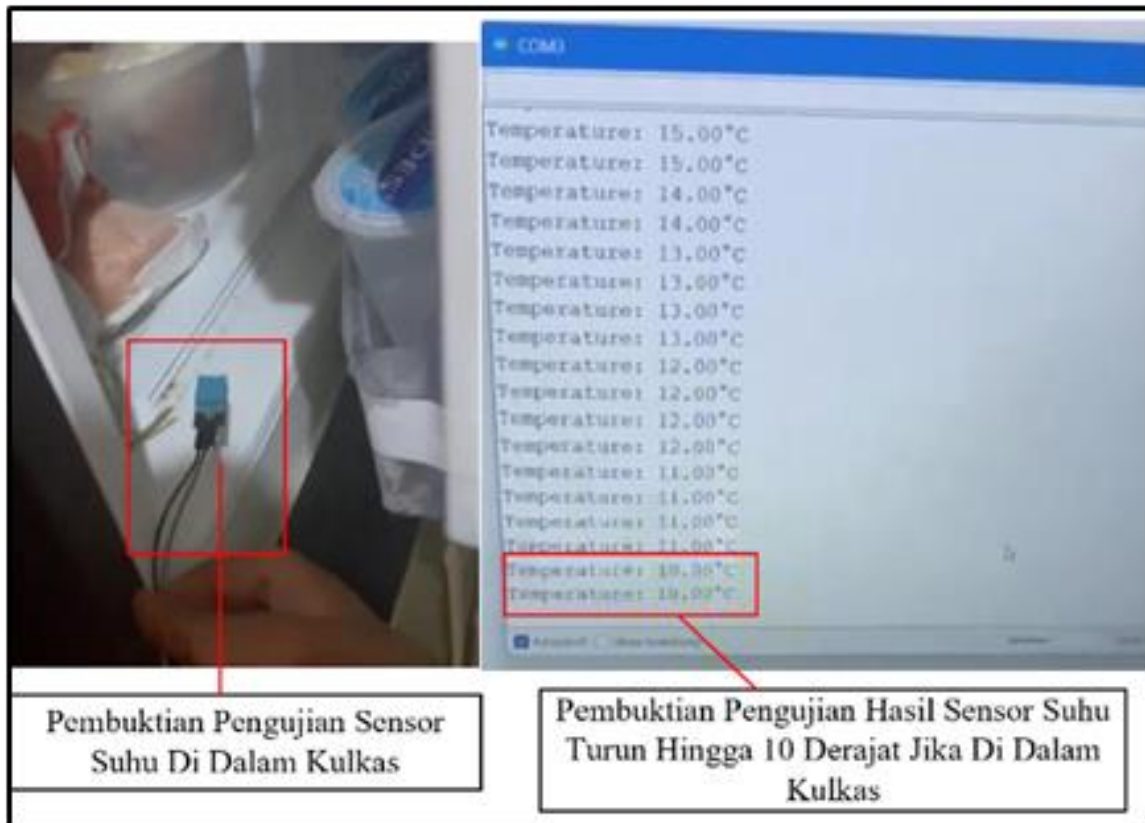 COM3
Temperature: 15.00°C
Temperature: 15.00°C
Temperature: 14.00°C
Temperature: 14.00°C
Temperature: 13.00°C
Temperature: 13.00°C
Temperature: 13.00°C
Temperature: 13.00°C
Temperature: 12.00°C
Temperature: 12.00°C
Temperature: 12.00°C
Temperature: 12.00°C
Temperature: 11.00°C
Temperature: 11.00°C
Temperature: 11.00°C
Temperature: 11.00°C
Temperature: 10.00°C
Temperature: 10.00°C
Pembuktian Pengujian Sensor
Suhu Di Dalam Kulkas
Pembuktian Pengujian Hasil Sensor Suhu
Turun Hingga 10 Derajat Jika Di Dalam
Kulkas